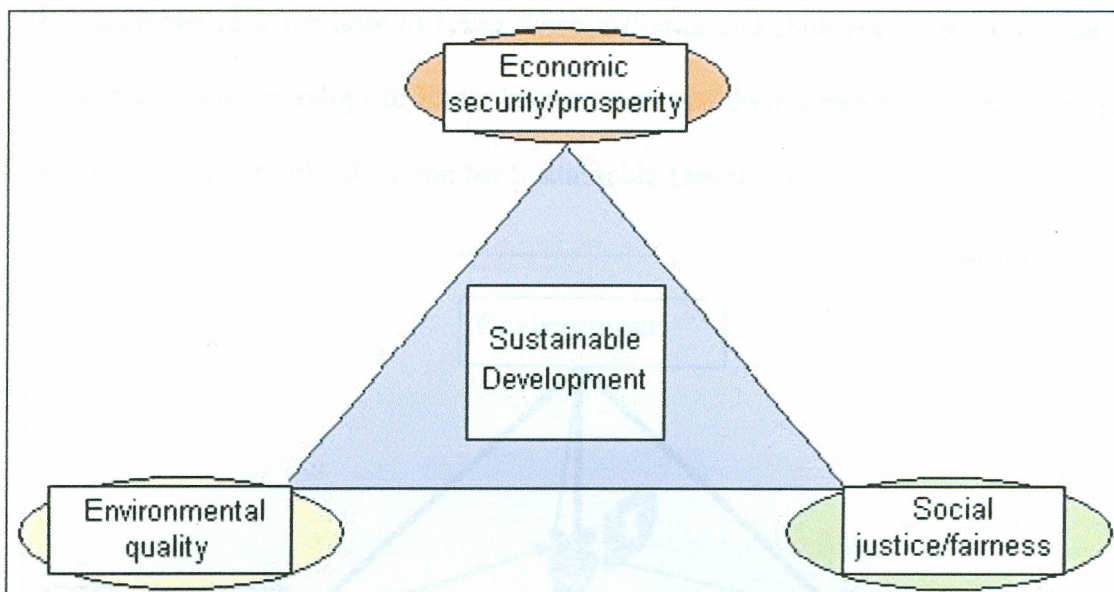 Economic
security/prosperity
Sustainable
Development
Environmental
quality
Social
justice/fairness